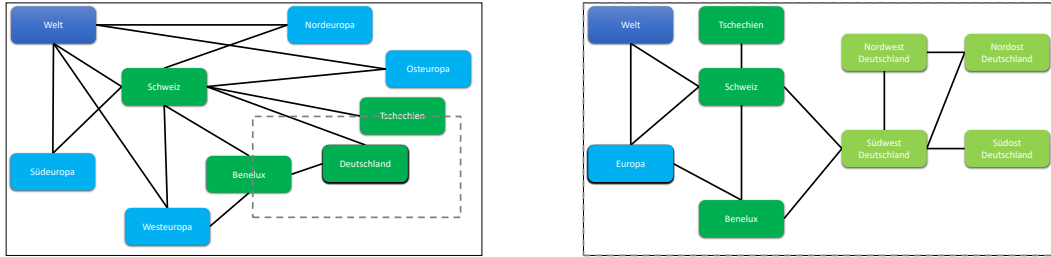 Welt
Nordeuropa
Osteuropa
Schweiz
Tschechien
Deutschland
Benelux
Südeuropa
Westeuropa
Welt
Tschechien
Nordwest
Deutschland
Nordost
Deutschland
Schweiz
Südwest
Deutschland
Südost
Deutschland
Europa
Benelux